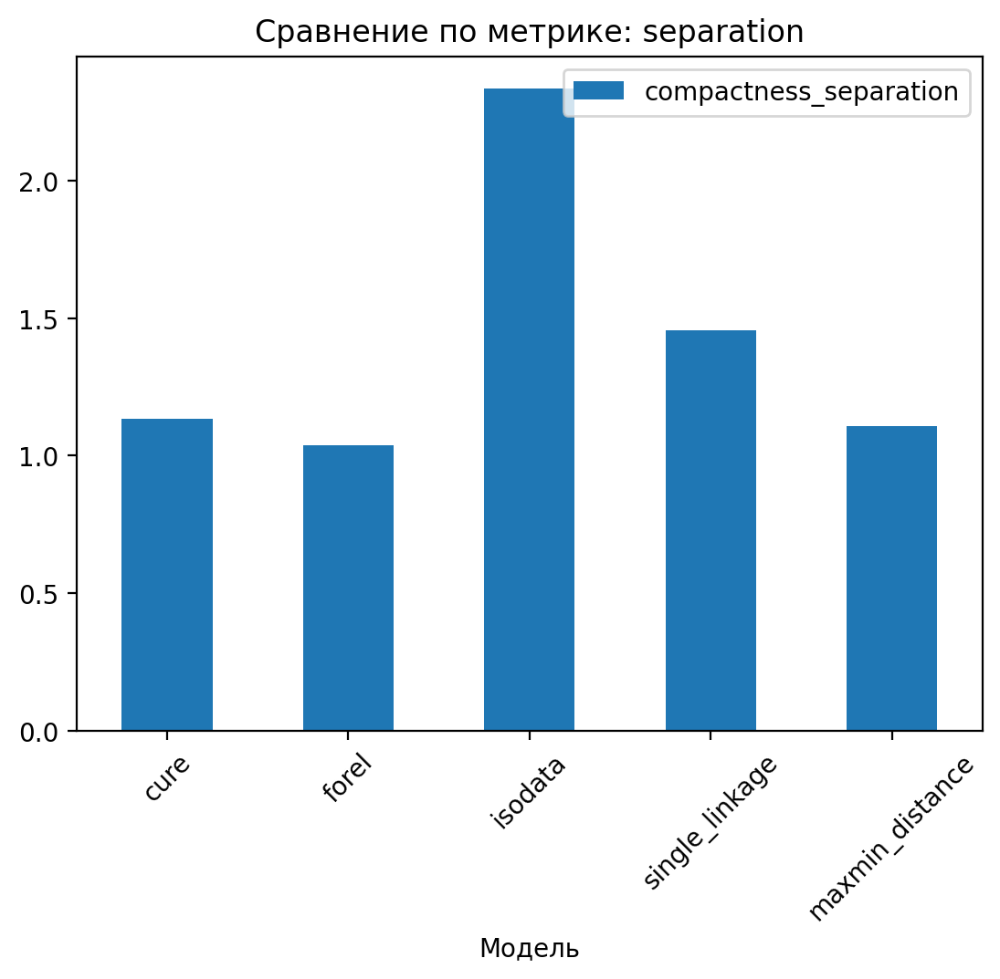 Сравнение по метрике: separation
compactness_separation
2.0
1.5
1.0
0.5
0.0
cure
forel
isodata
single_linkage
maxmin_distance
Модель